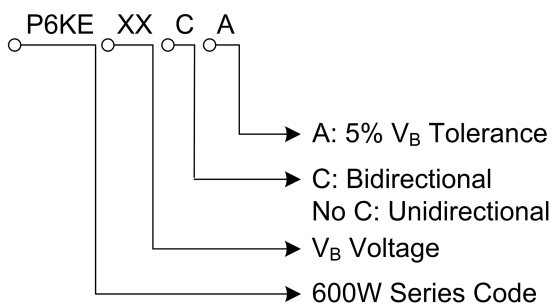 P6KE XX C A
A: 5% VB Tolerance
C: Bidirectional
No C: Unidirectional
VB Voltage
600W Series Code